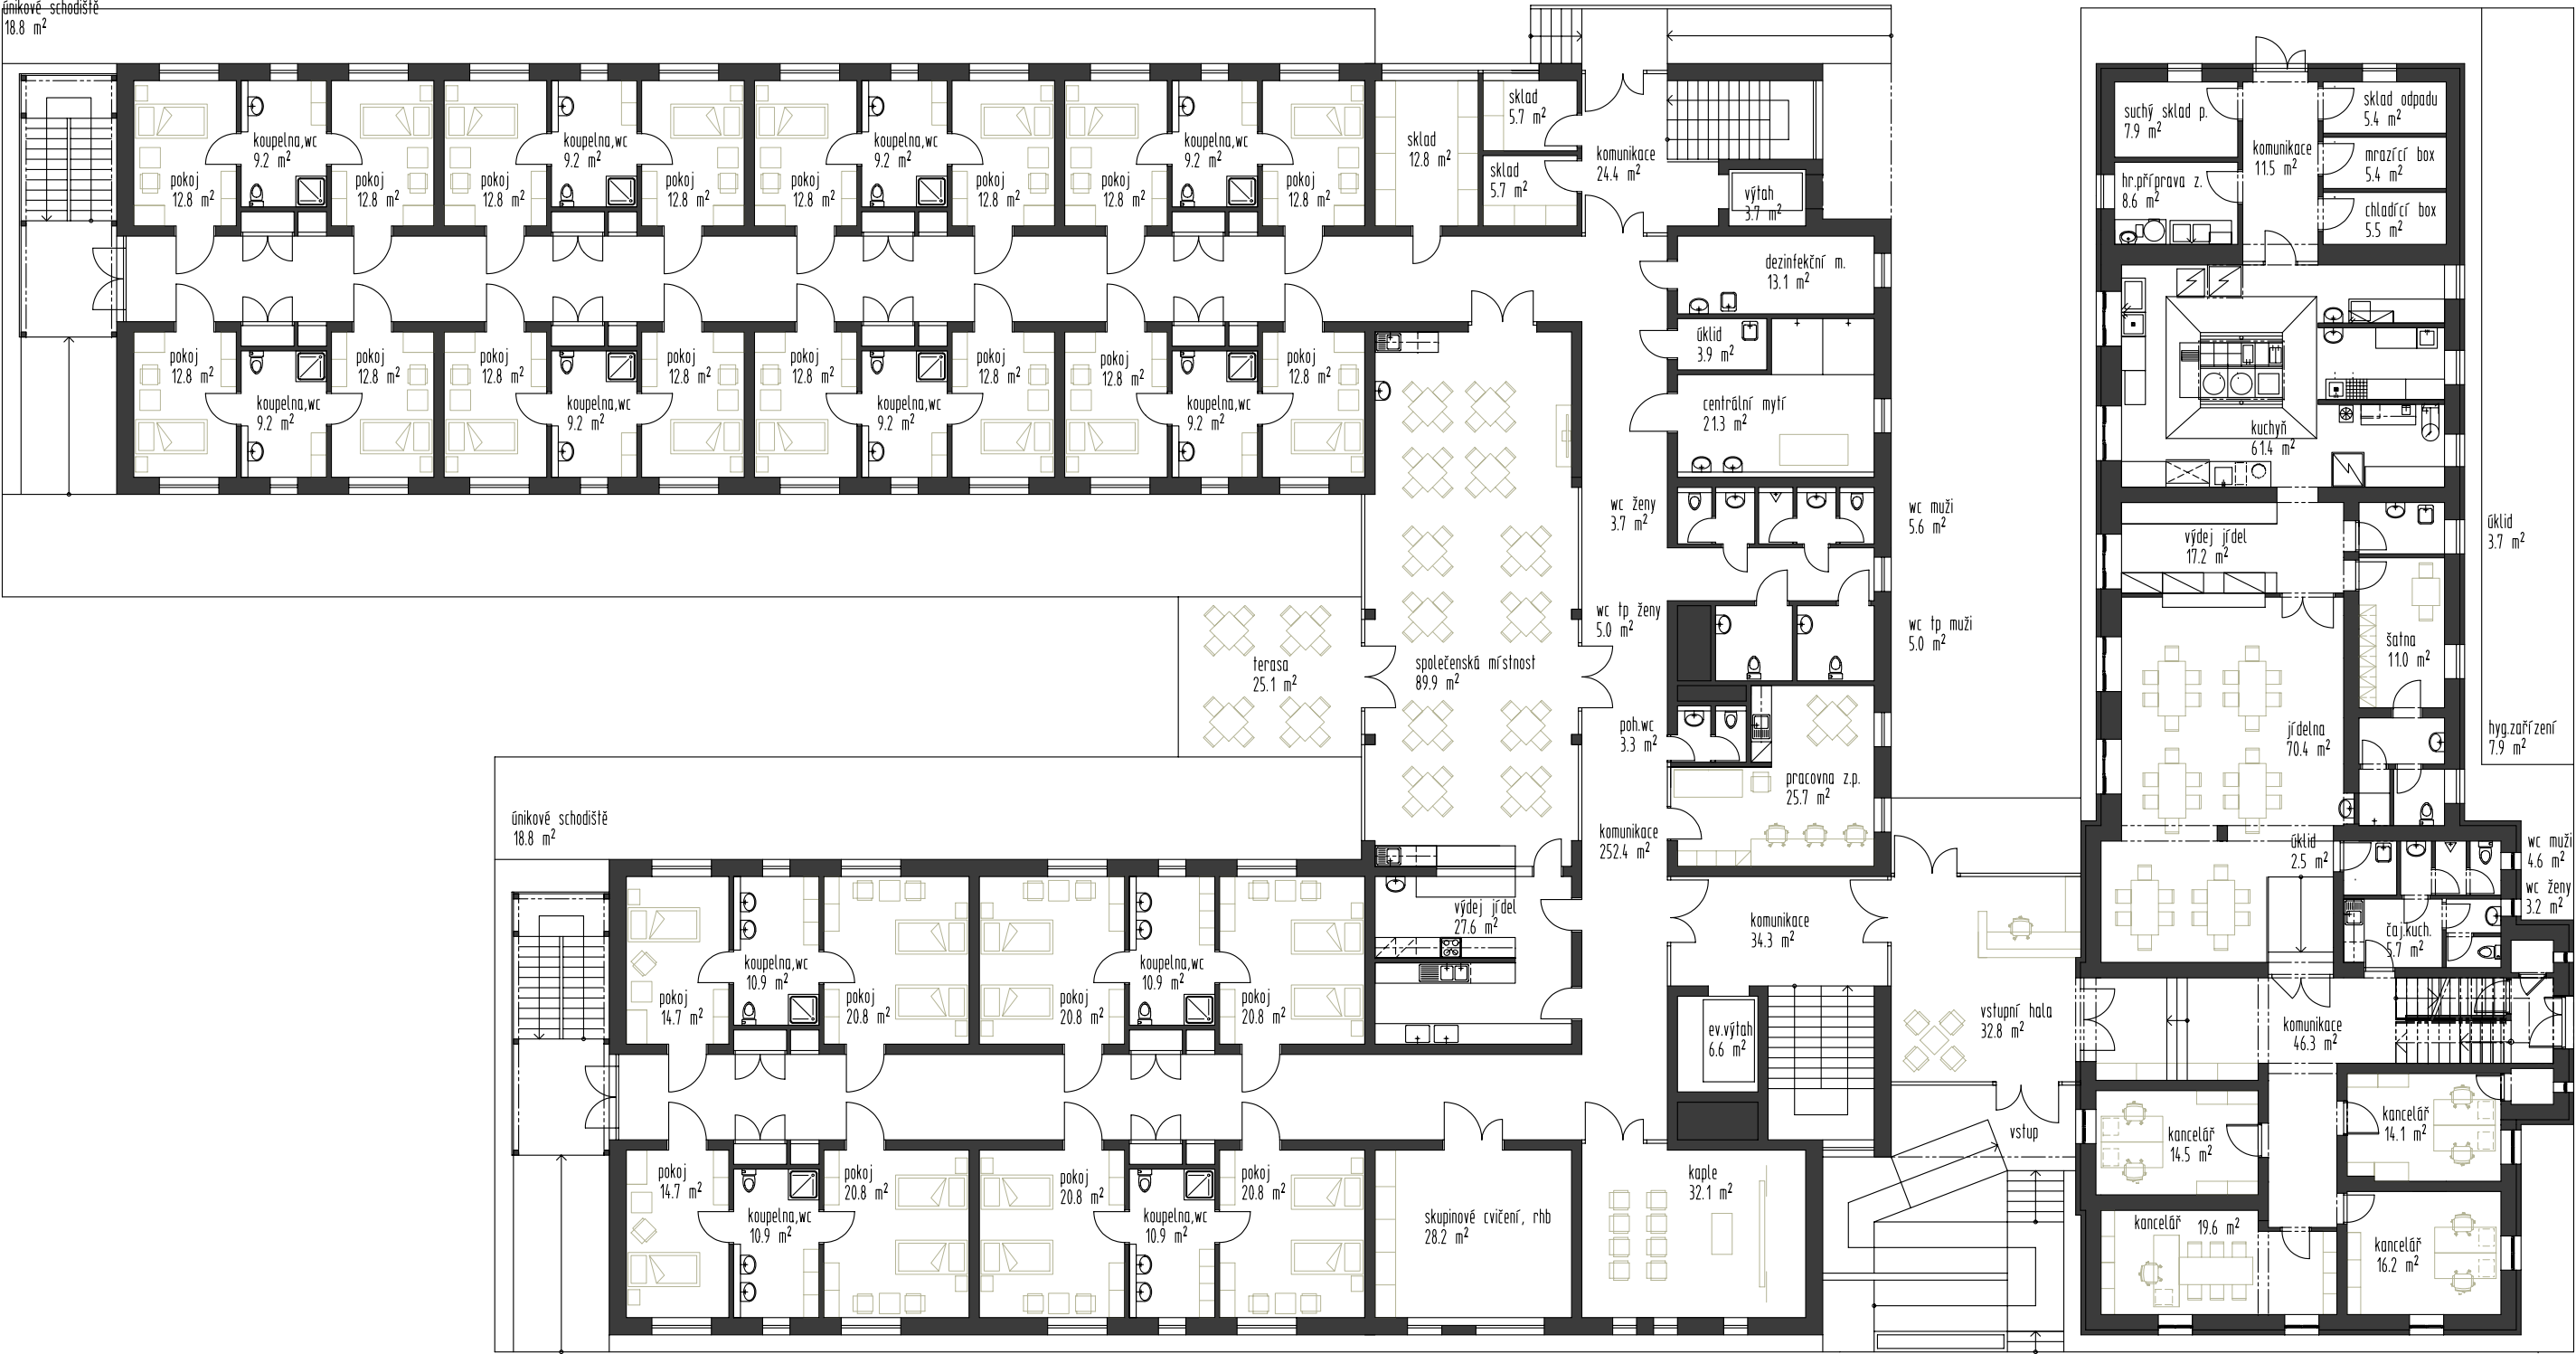 únikové schodiště
18.8 m²
koupelna,wc
9.2 m²
koupelna,wc
9.2 m²
koupelna,wc
9.2 m²
koupelna,wc
9.2 m²
pokoj
12.8 m²
pokoj
12.8 m²
pokoj
12.8 m²
pokoj
12.8 m²
pokoj
12.8 m²
pokoj
12.8 m²
pokoj
12.8 m²
pokoj
12.8 m²
sklad
12.8 m²
sklad
5.7 m²
sklad
5.7 m²
komunikace
24.4 m²
výtah
3.7 m²
suchý sklad p.
7.9 m²
hr.příprava z.
8.6 m²
komunikace
11.5 m²
sklad odpadu
5.4 m²
mrazící box
5.4 m²
chladící box
5.5 m²
dezinfekční m.
13.1 m²
úklid
3.9 m²
centrální mytí
21.3 m²
pokoj
12.8 m²
pokoj
12.8 m²
pokoj
12.8 m²
pokoj
12.8 m²
pokoj
12.8 m²
pokoj
12.8 m²
pokoj
12.8 m²
pokoj
12.8 m²
koupelna,wc
9.2 m²
koupelna,wc
9.2 m²
koupelna,wc
9.2 m²
koupelna,wc
9.2 m²
kuchyň
61.4 m²
wc ženy
3.7 m²
wc muži
5.6 m²
výdej jídel
17.2 m²
úklid
3.7 m²
wc tp ženy
5.0 m²
wc tp muži
5.0 m²
šatna
11.0 m²
terasa
25.1 m²
společenská místnost
89.9 m²
poh.wc
3.3 m²
jídelna
70.4 m²
hyg.zařízení
7.9 m²
pracovna z.p.
25.7 m²
únikové schodiště
18.8 m²
komunikace
252.4 m²
úklid
2.5 m²
wc muži
4.6 m²
wc ženy
3.2 m²
výdej jídel
27.6 m²
komunikace
34.3 m²
čaj.kuch.
5.7 m²
koupelna,wc
10.9 m²
koupelna,wc
10.9 m²
pokoj
14.7 m²
pokoj
20.8 m²
pokoj
20.8 m²
pokoj
20.8 m²
ev.výtah
6.6 m²
vstupní hala
32.8 m²
komunikace
46.3 m²
vstup
kancelář
14.5 m²
kancelář
14.1 m²
pokoj
14.7 m²
pokoj
20.8 m²
pokoj
20.8 m²
pokoj
20.8 m²
kaple
32.1 m²
koupelna,wc
10.9 m²
koupelna,wc
10.9 m²
skupinové cvičení, rhb
28.2 m²
kancelář 19.6 m²
kancelář
16.2 m²